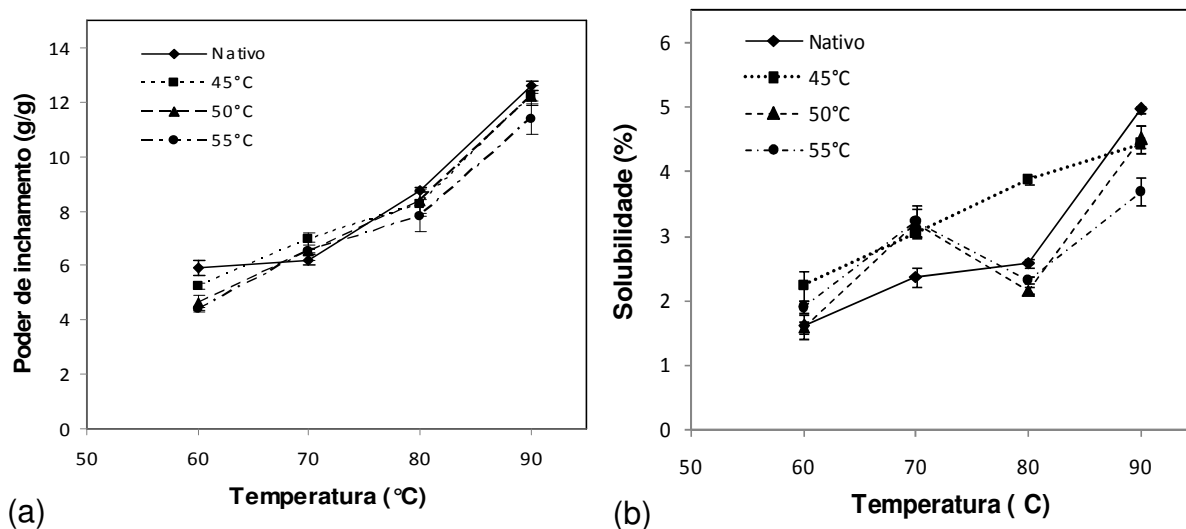 Poder de inchamento (g/g)
14
12
10
8
6
4
2
0
Nativo
45°C
50°C
55°C
50
60
70
80
90
Temperatura (°C)
(a)
Solubilidade (%)
6
5
4
3
2
1
0
Nativo
45°C
50°C
55°C
50
60
70
80
90
Temperatura ( C)
(b)